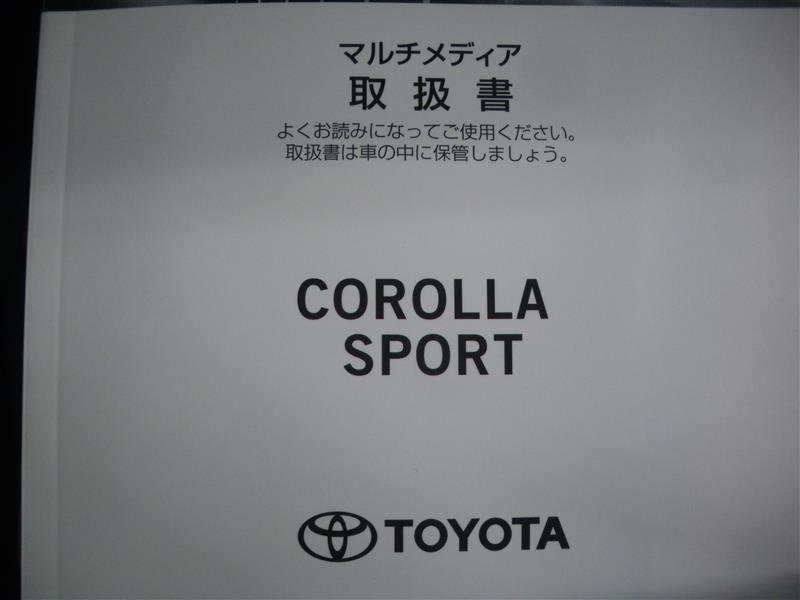 マルチメディア
取扱書
よくお読みになってご使用ください。
取扱書は車の中に保管しましょう。
COROLLA
SPORT
TOYOTA